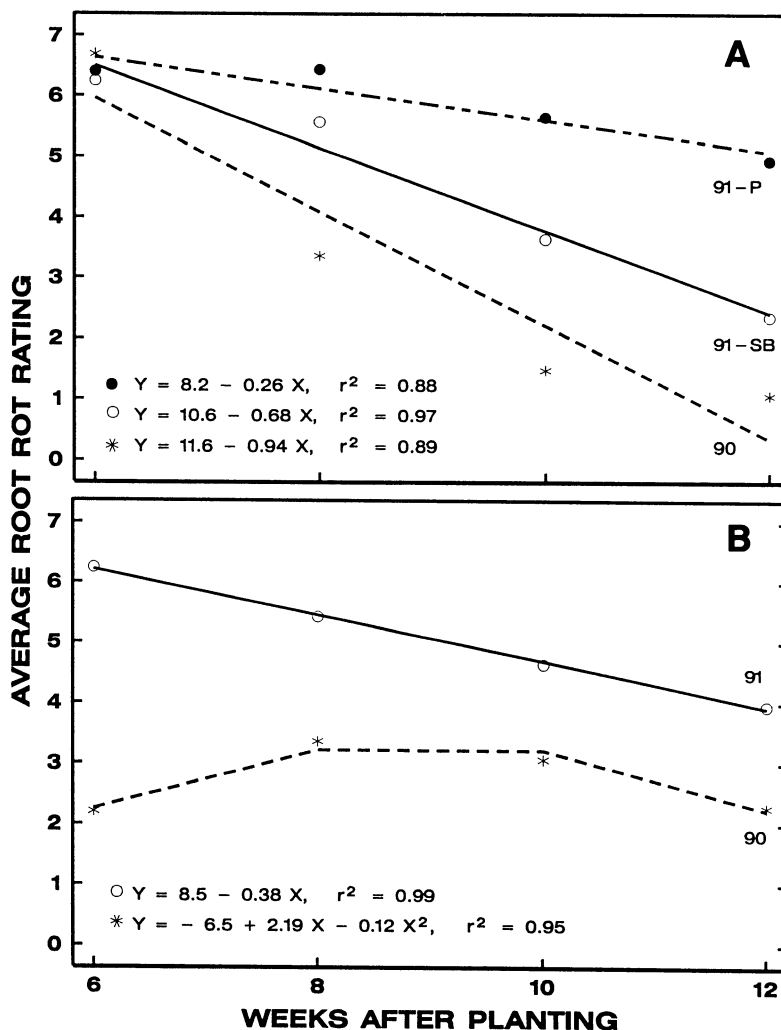 AVERAGE ROOT ROT RATING
A
7
6
5
4
3
2
1
0
91-P
91-SB
90
● Y = 8.2 - 0.26 X, r² = 0.88
○ Y = 10.6 - 0.68 X, r² = 0.97
* Y = 11.6 - 0.94 X, r² = 0.89
B
7
6
5
4
3
2
1
0
91
90
○ Y = 8.5 - 0.38 X, r² = 0.99
* Y = - 6.5 + 2.19 X - 0.12 X², r² = 0.95
6 8 10 12
WEEKS AFTER PLANTING